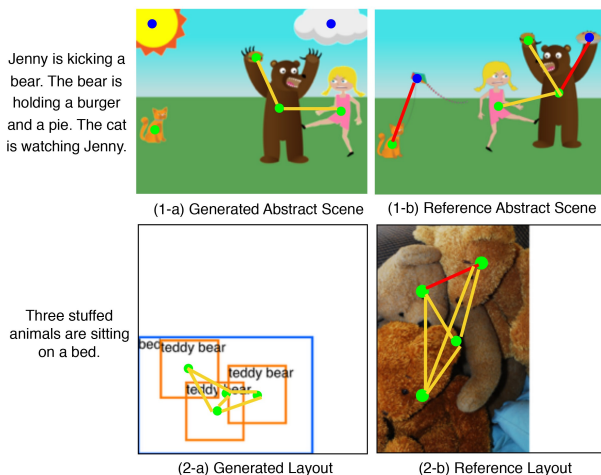 Jenny is kicking a
bear. The bear is
holding a burger
and a pie. The cat
is watching Jenny.
(1-a) Generated Abstract Scene
(1-b) Reference Abstract Scene
Three stuffed
animals are sitting
on a bed.
bed
teddy bear
teddy bear
teddy bear
(2-a) Generated Layout
(2-b) Reference Layout